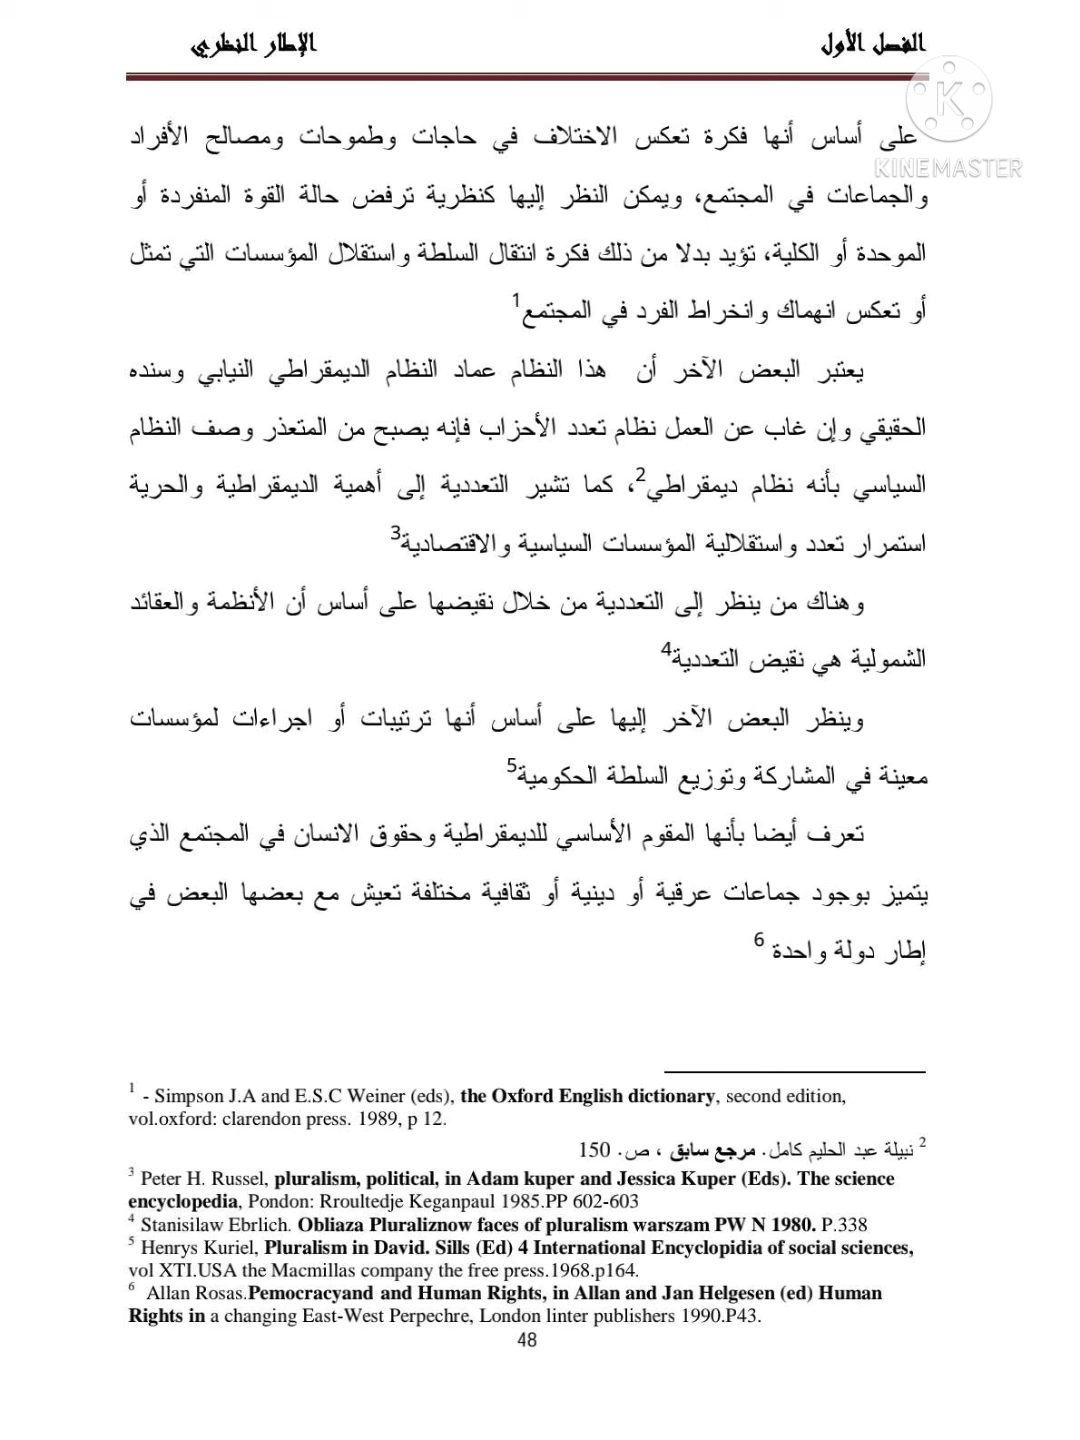 الفصل الأول
الإطار النظري
KINEMASTER
على أساس أنها فكرة تعكس الاختلاف في حاجات وطموحات ومصالح الأفراد
والجماعات في المجتمع، ويمكن النظر إليها كنظرية ترفض حالة القوة المنفردة أو
الموحدة أو الكلية، تؤيد بدلا من ذلك فكرة انتقال السلطة واستقلال المؤسسات التي تمثل
أو تعكس انهماك وانخراط الفرد في المجتمع1
يعتبر البعض الآخر أن هذا النظام عماد النظام الديمقراطي النيابي وسنده
الحقيقي وإن غاب عن العمل نظام تعدد الأحزاب فإنه يصبح من المتعذر وصف النظام
السياسي بأنه نظام ديمقراطي2، كما تشير التعددية إلى أهمية الديمقراطية والحرية
استمرار تعدد واستقلالية المؤسسات السياسية والاقتصادية3
وهناك من ينظر إلى التعددية من خلال نقيضها على أساس أن الأنظمة والعقائد
الشمولية هي نقيض التعددية4
وينظر البعض الآخر إليها على أساس أنها ترتيبات أو اجراءات لمؤسسات
معينة في المشاركة وتوزيع السلطة الحكومية5
تعرف أيضا بأنها المقوم الأساسي للديمقراطية وحقوق الانسان في المجتمع الذي
يتميز بوجود جماعات عرقية أو دينية أو ثقافية مختلفة تعيش مع بعضها البعض في
إطار دولة واحدة 6
1 - Simpson J.A and E.S.C Weiner (eds), the Oxford English dictionary, second edition,
vol.oxford: clarendon press. 1989, p 12.
2 نبيلة عبد الحليم كامل. مرجع سابق ، ص. 150
3 Peter H. Russel, pluralism, political, in Adam kuper and Jessica Kuper (Eds). The science
encyclopedia, Pondon: Rroultedje Keganpaul 1985.PP 602-603
4 Stanisilaw Ebrlich. Obliaza Pluraliznow faces of pluralism warszam PW N 1980. P.338
5 Henrys Kuriel, Pluralism in David. Sills (Ed) 4 International Encyclopidia of social sciences,
vol XTI.USA the Macmillas company the free press.1968.p164.
6 Allan Rosas.Pemocracyand and Human Rights, in Allan and Jan Helgesen (ed) Human
Rights in a changing East-West Perpechre, London linter publishers 1990.P43.
48